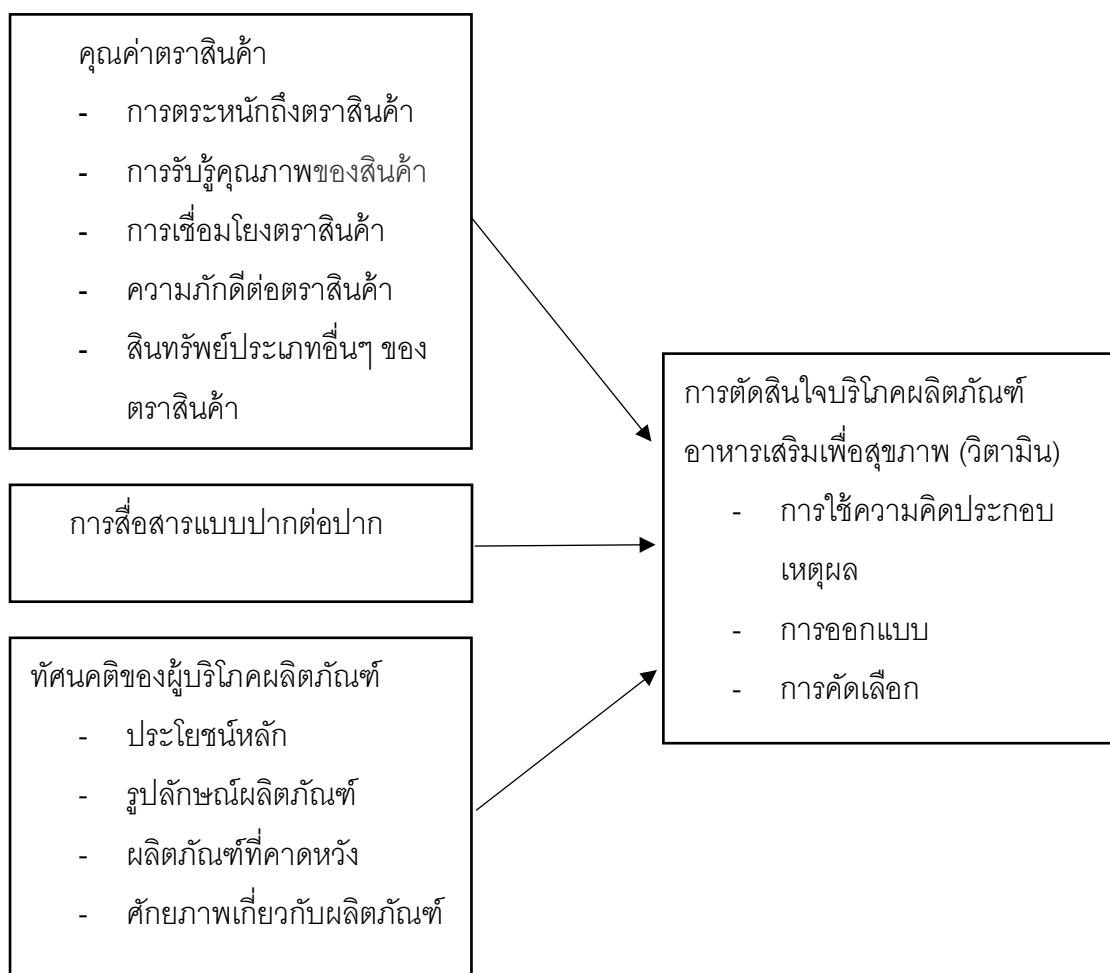 คุณค่าตราสินค้า
- การตระหนักถึงตราสินค้า
- การรับรู้คุณภาพของสินค้า
- การเชื่อมโยงตราสินค้า
- ความภักดีต่อตราสินค้า
- สินทรัพย์ประเภทอื่นๆ ของ
ตราสินค้า
การสื่อสารแบบปากต่อปาก
ทัศนคติของผู้บริโภคผลิตภัณฑ์
- ประโยชน์หลัก
- รูปลักษณ์ผลิตภัณฑ์
- ผลิตภัณฑ์ที่คาดหวัง
- ศักยภาพเกี่ยวกับผลิตภัณฑ์
การตัดสินใจบริโภคผลิตภัณฑ์
อาหารเสริมเพื่อสุขภาพ (วิตามิน)
- การใช้ความคิดประกอบ
เหตุผล
- การออกแบบ
- การคัดเลือก